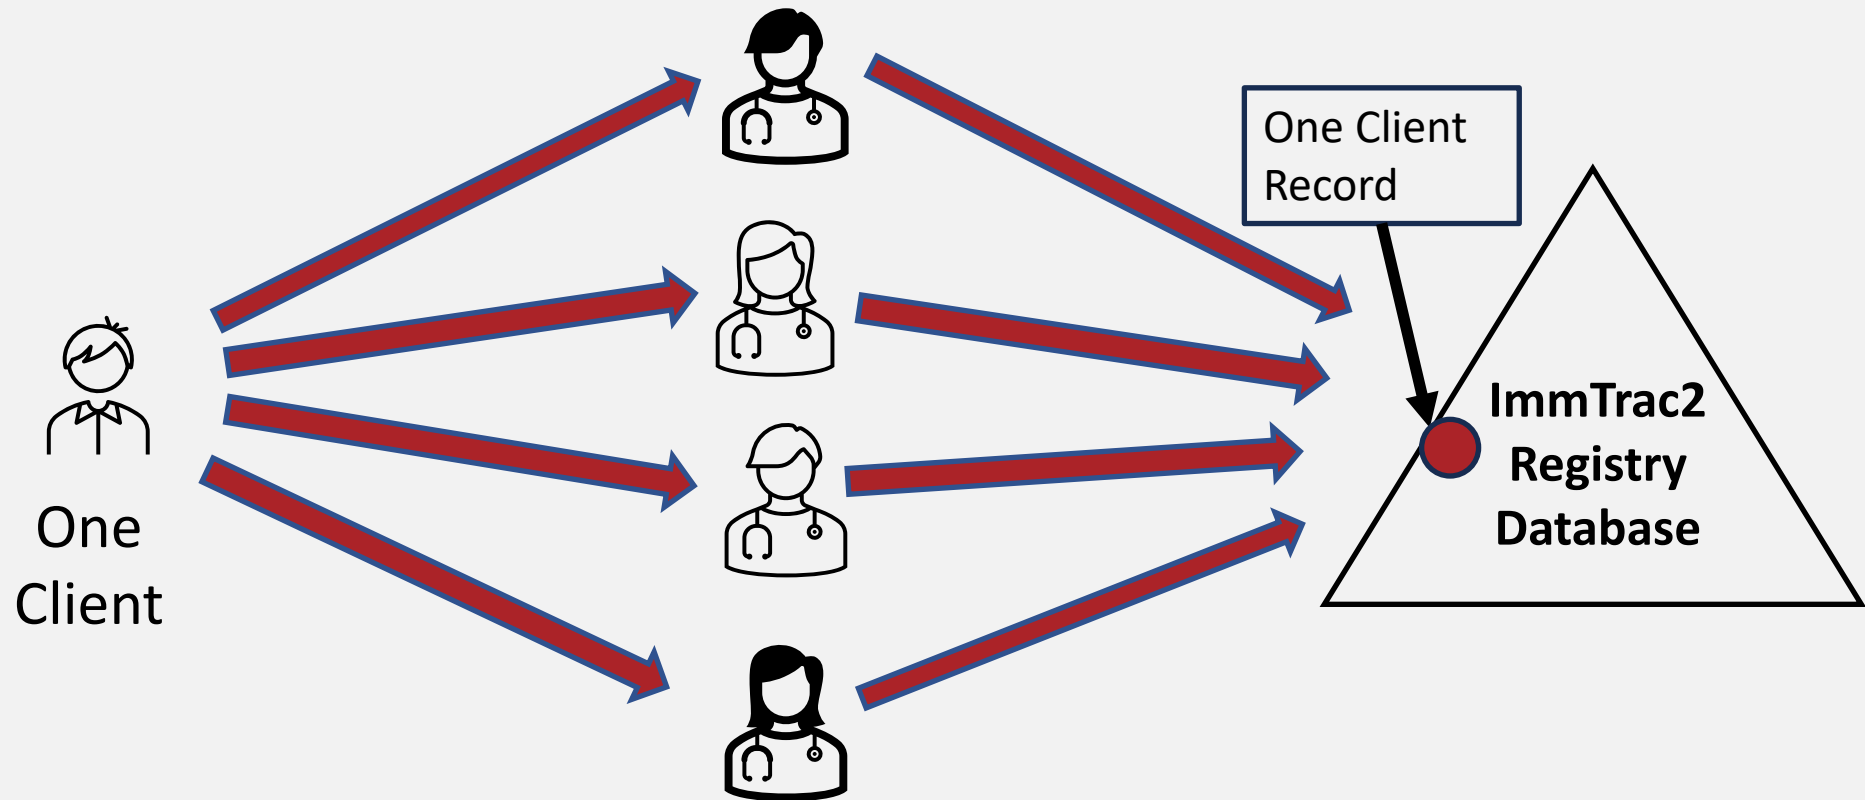 One
Client
One Client
Record
ImmTrac2
Registry
Database